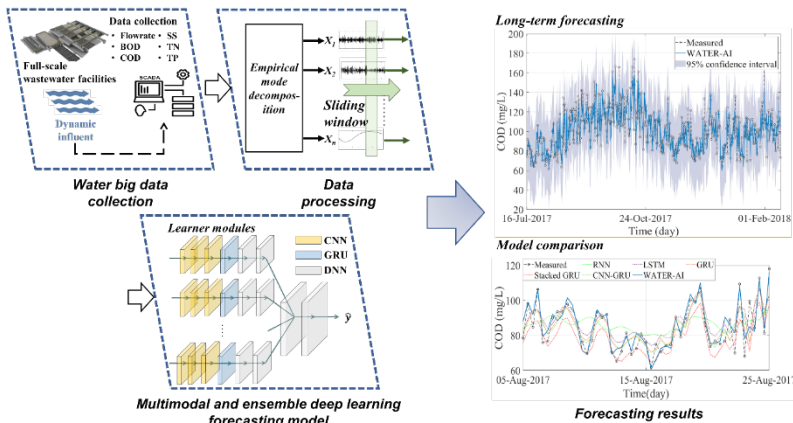 Data collection
• Flowrate • SS
• BOD • TN
• COD • TP
Full-scale
wastewater facilities
SCADA
Dynamic
influent
Water big data
collection
Empirical
mode
decompos-
ition
X1
X2
Xn
Sliding
window
Data
processing
Learner modules
CNN
GRU
DNN
ŷ
Multimodal and ensemble deep learning
forecasting model
Long-term forecasting
Measured
WATER-AI
95% confidence interval
COD (mg/L)
200
180
160
140
120
100
80
60
40
20
16-Jul-2017 24-Oct-2017 01-Feb-2018
Time (day)
Model comparison
Measured RNN LSTM GRU
Stacked GRU CNN-GRU WATER-AI
COD (mg/L)
120
100
80
60
05-Aug-2017 15-Aug-2017 25-Aug-2017
Time(day)
Forecasting results